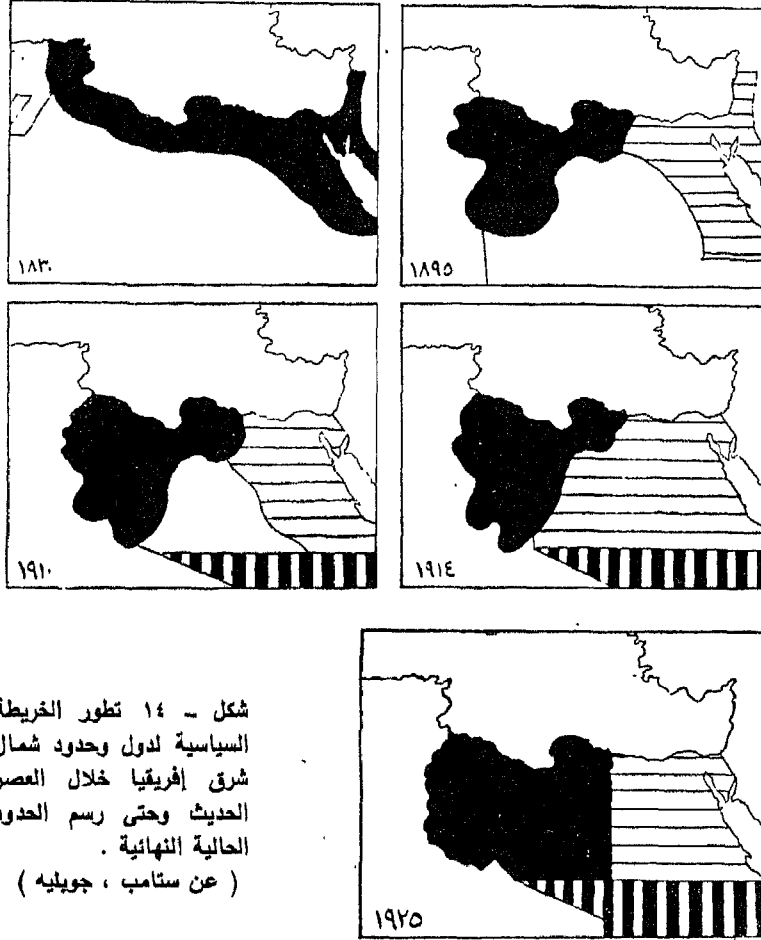 ١٨٣٠
١٨٩٥
١٩١٠
١٩١٤
شكل - ١٤ تطور الخريطة
السياسية لدول وحدود شمال
شرق إفريقيا خلال العصر
الحديث وحتى رسم الحدود
الحالية النهائية .
( عن ستامب ، جوبليه )
١٩٢٥